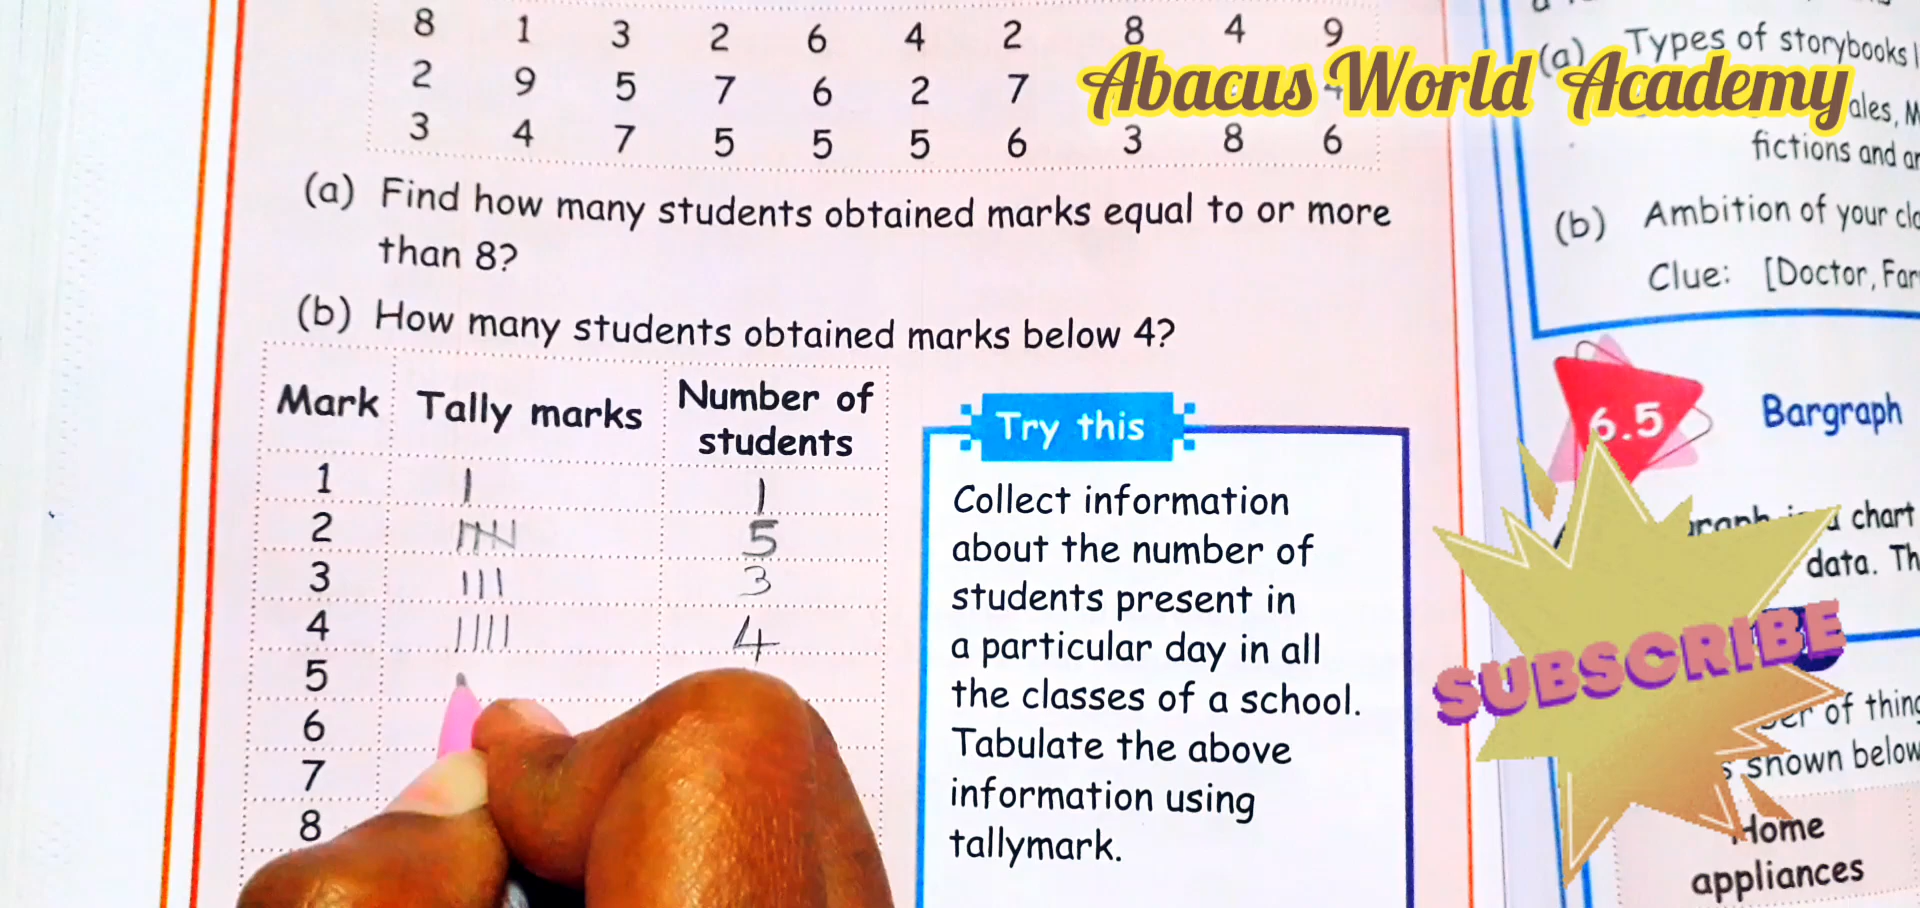 8 1 3 2 6 4 2 8 4 9
2 9 5 7 6 2 7
3 4 7 5 5 5 6 3 8 6
Abacus World Academy
(a) Find how many students obtained marks equal to or more
than 8?
(b) How many students obtained marks below 4?
Mark Tally marks Number of
students
1 | 1
2 5
3 ||| 3
4 |||| 4
5
6
7
8
Try this
Collect information
about the number of
students present in
a particular day in all
the classes of a school.
Tabulate the above
information using
tallymark.
(a) Types of storybooks
fictions and
(b) Ambition of your
Clue: [Doctor,
6.5 Bargraph
chart
data.
SUBSCRIBE
of
shown below
Home
appliances